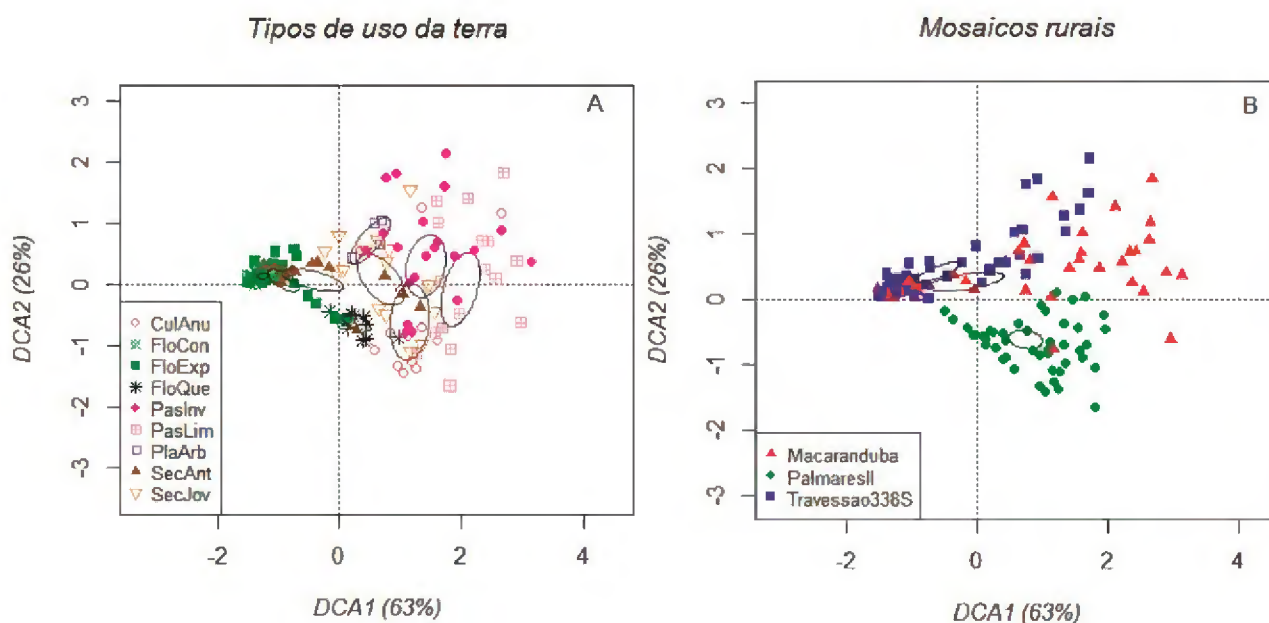 Tipos de uso da terra
Mosaicos rurais
A
DCA2 (26%)
3
2
1
0
-1
-2
-3
CulAnu
FloCon
FloExp
FloQue
PasInv
PasLim
PlaArb
SecAnt
SecJov
-2
0
2
4
DCA1 (63%)
B
DCA2 (26%)
3
2
1
0
-1
-2
-3
Macaranduba
PalmaresII
Travessao338S
-2
0
2
4
DCA1 (63%)